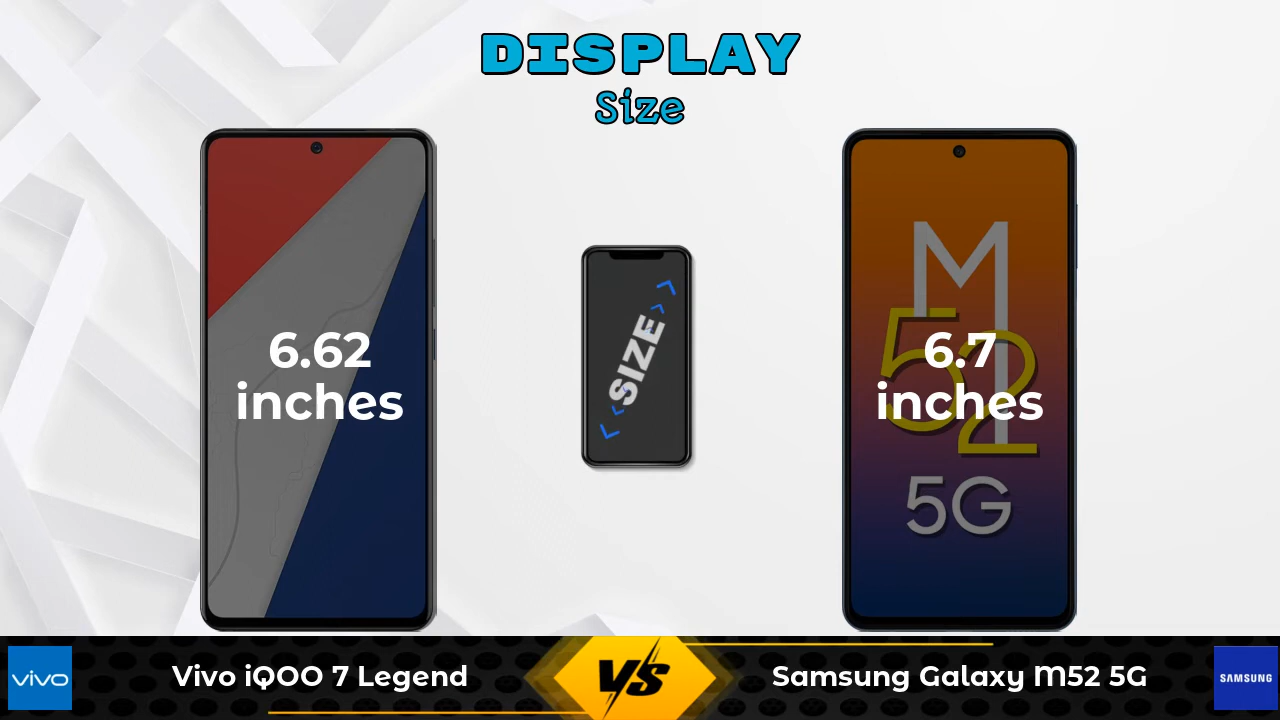 DISPLAY
Size
6.62
inches
SIZE
M
52
5G
6.7
inches
vivo
Vivo iQOO 7 Legend
VS
Samsung Galaxy M52 5G
SAMSUNG